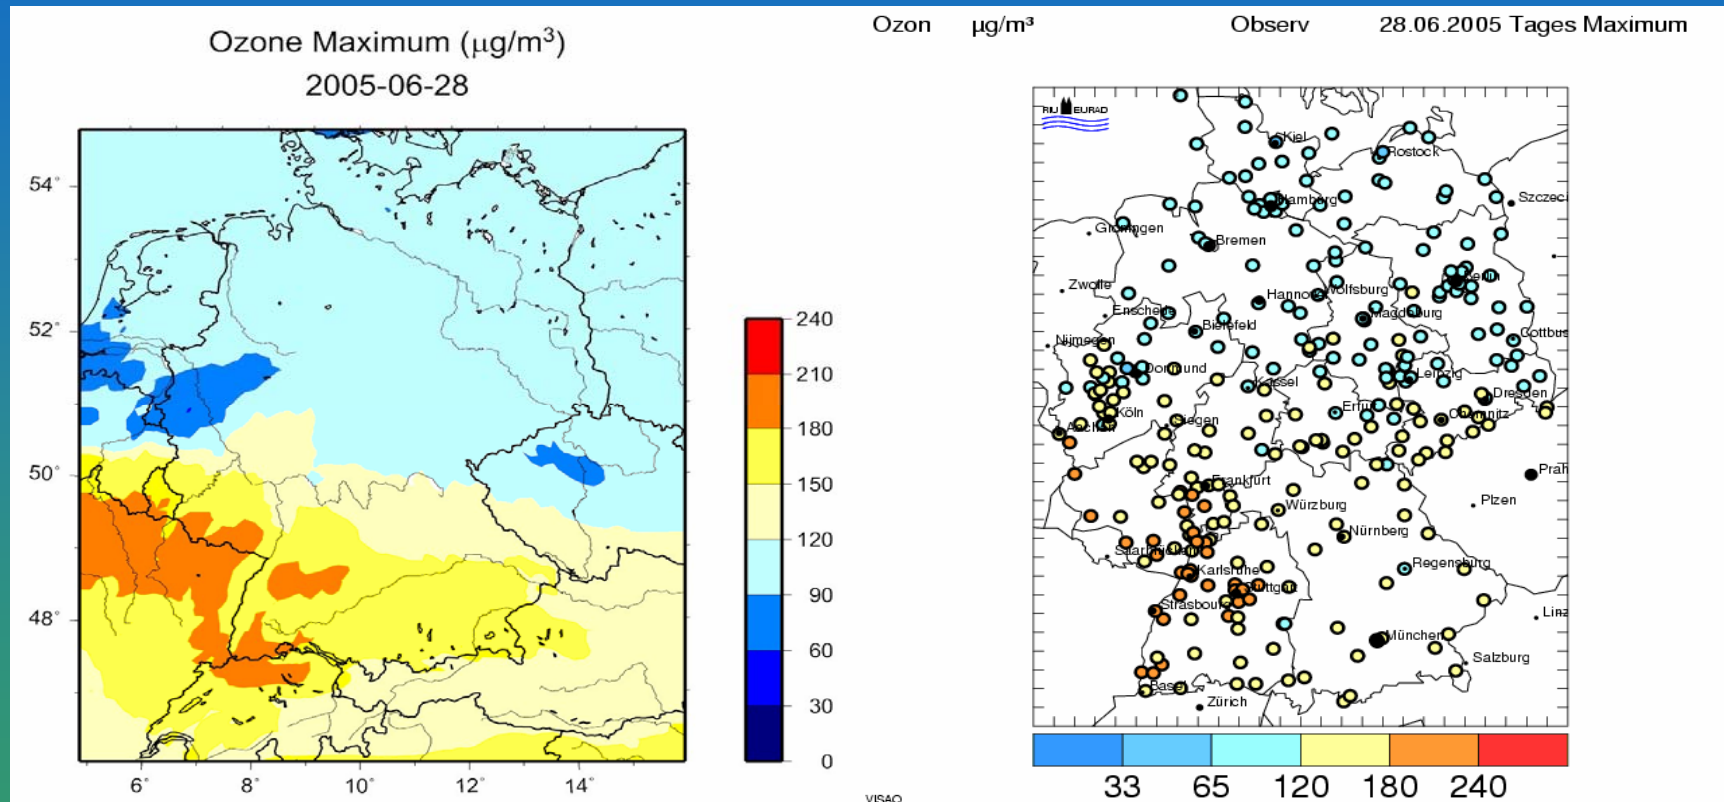 Ozone Maximum (µg/m³)
2005-06-28
54°
52°
50°
48°
6°
8°
10°
12°
14°
240
210
180
150
120
90
60
30
0
Ozon µg/m³ Observ 28.06.2005 Tages Maximum
RIU EURAD
Kiel
Rostock
Hamburg
Szczeci
Groningen
Bremen
Zwolle
Berlin
Hannover
Wolfsburg
Enschede
Magdeburg
Bielefeld
Cottbus
Nijmegen
Dortmund
Leipzig
Kassel
Dresden
Köln
Erfurt
Chemnitz
Siegen
Aachen
Prah
Frankfurt
Plzen
Würzburg
Nürnberg
Saarbrücken
Karlsruhe
Regensburg
Stuttgart
Strasbourg
Linz
München
Salzburg
Basel
Zürich
33 65 120 180 240
VISAO